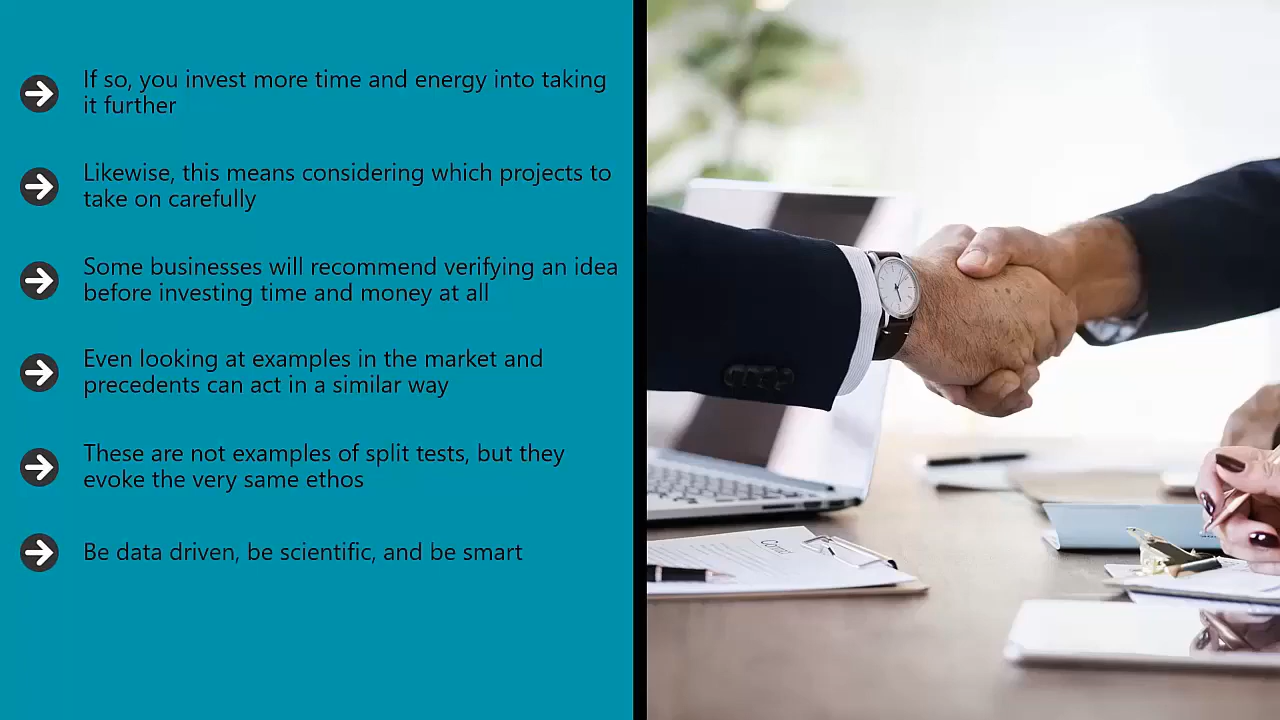 If so, you invest more time and energy into taking
it further
Likewise, this means considering which projects to
take on carefully
Some businesses will recommend verifying an idea
before investing time and money at all
Even looking at examples in the market and
precedents can act in a similar way
These are not examples of split tests, but they
evoke the very same ethos
Be data driven, be scientific, and be smart